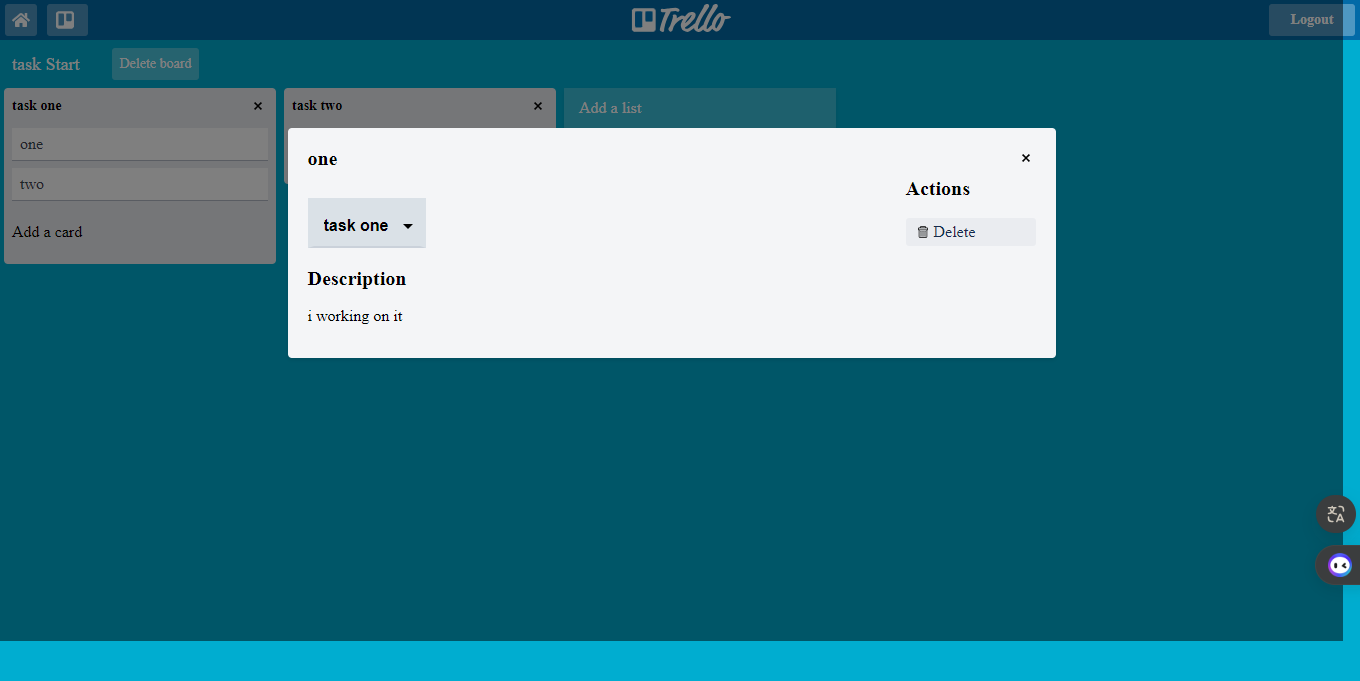 Trello
Logout
task Start
Delete board
task one
task two
Add a list
one
two
Add a card
one
task one
Description
i working on it
Actions
Delete